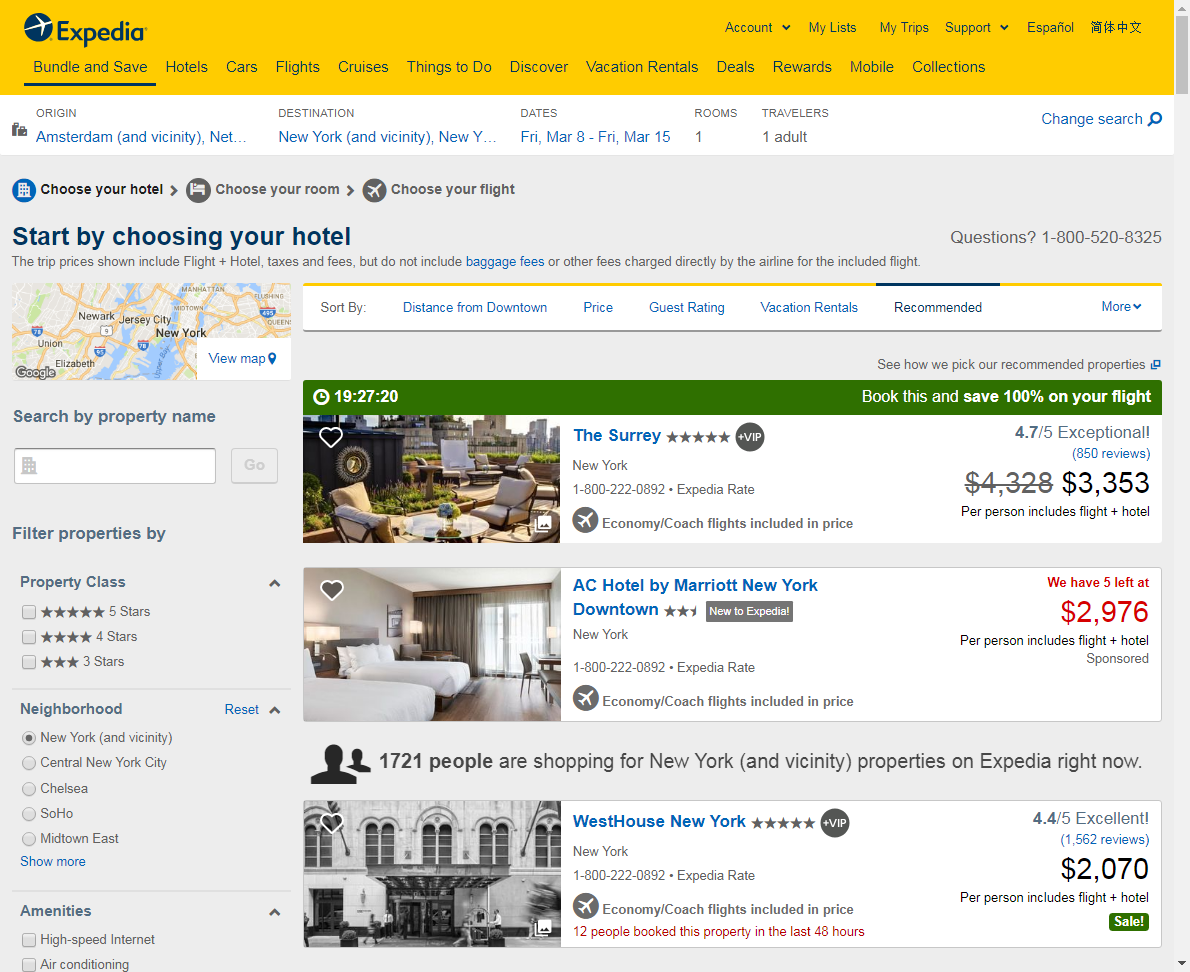 Expedia
Account My Lists My Trips Support Español 简体中文
Bundle and Save Hotels Cars Flights Cruises Things to Do Discover Vacation Rentals Deals Rewards Mobile Collections
ORIGIN DESTINATION DATES ROOMS TRAVELERS
Amsterdam (and vicinity), Net... New York (and vicinity), New Y... Fri, Mar 8 - Fri, Mar 15 1 1 adult
Change search
Choose your hotel Choose your room Choose your flight
Start by choosing your hotel
Questions? 1-800-520-8325
The trip prices shown include Flight + Hotel, taxes and fees, but do not include baggage fees or other fees charged directly by the airline for the included flight.
MANHATTAN
FLUSHING
MIDTOWN
Newark
Jersey City
495
QUEENS
78
9
New York
Union
95
78
Upper Bay
Elizabeth
Google
View map
Search by property name
Go
Filter properties by
Property Class
5 Stars
4 Stars
3 Stars
Neighborhood Reset
New York (and vicinity)
Central New York City
Chelsea
SoHo
Midtown East
Show more
Amenities
High-speed Internet
Air conditioning
Sort By: Distance from Downtown Price Guest Rating Vacation Rentals Recommended More
See how we pick our recommended properties
19:27:20 Book this and save 100% on your flight
The Surrey ★★★★★ +VIP
New York
1-800-222-0892 • Expedia Rate
Economy/Coach flights included in price
4.7/5 Exceptional!
(850 reviews)
$4,328 $3,353
Per person includes flight + hotel
AC Hotel by Marriott New York
Downtown New to Expedia!
New York
1-800-222-0892 • Expedia Rate
Economy/Coach flights included in price
We have 5 left at
$2,976
Per person includes flight + hotel
Sponsored
1721 people are shopping for New York (and vicinity) properties on Expedia right now.
WestHouse New York ★★★★★ +VIP
New York
1-800-222-0892 • Expedia Rate
Economy/Coach flights included in price
12 people booked this property in the last 48 hours
4.4/5 Excellent!
(1,562 reviews)
$2,070
Per person includes flight + hotel
Sale!